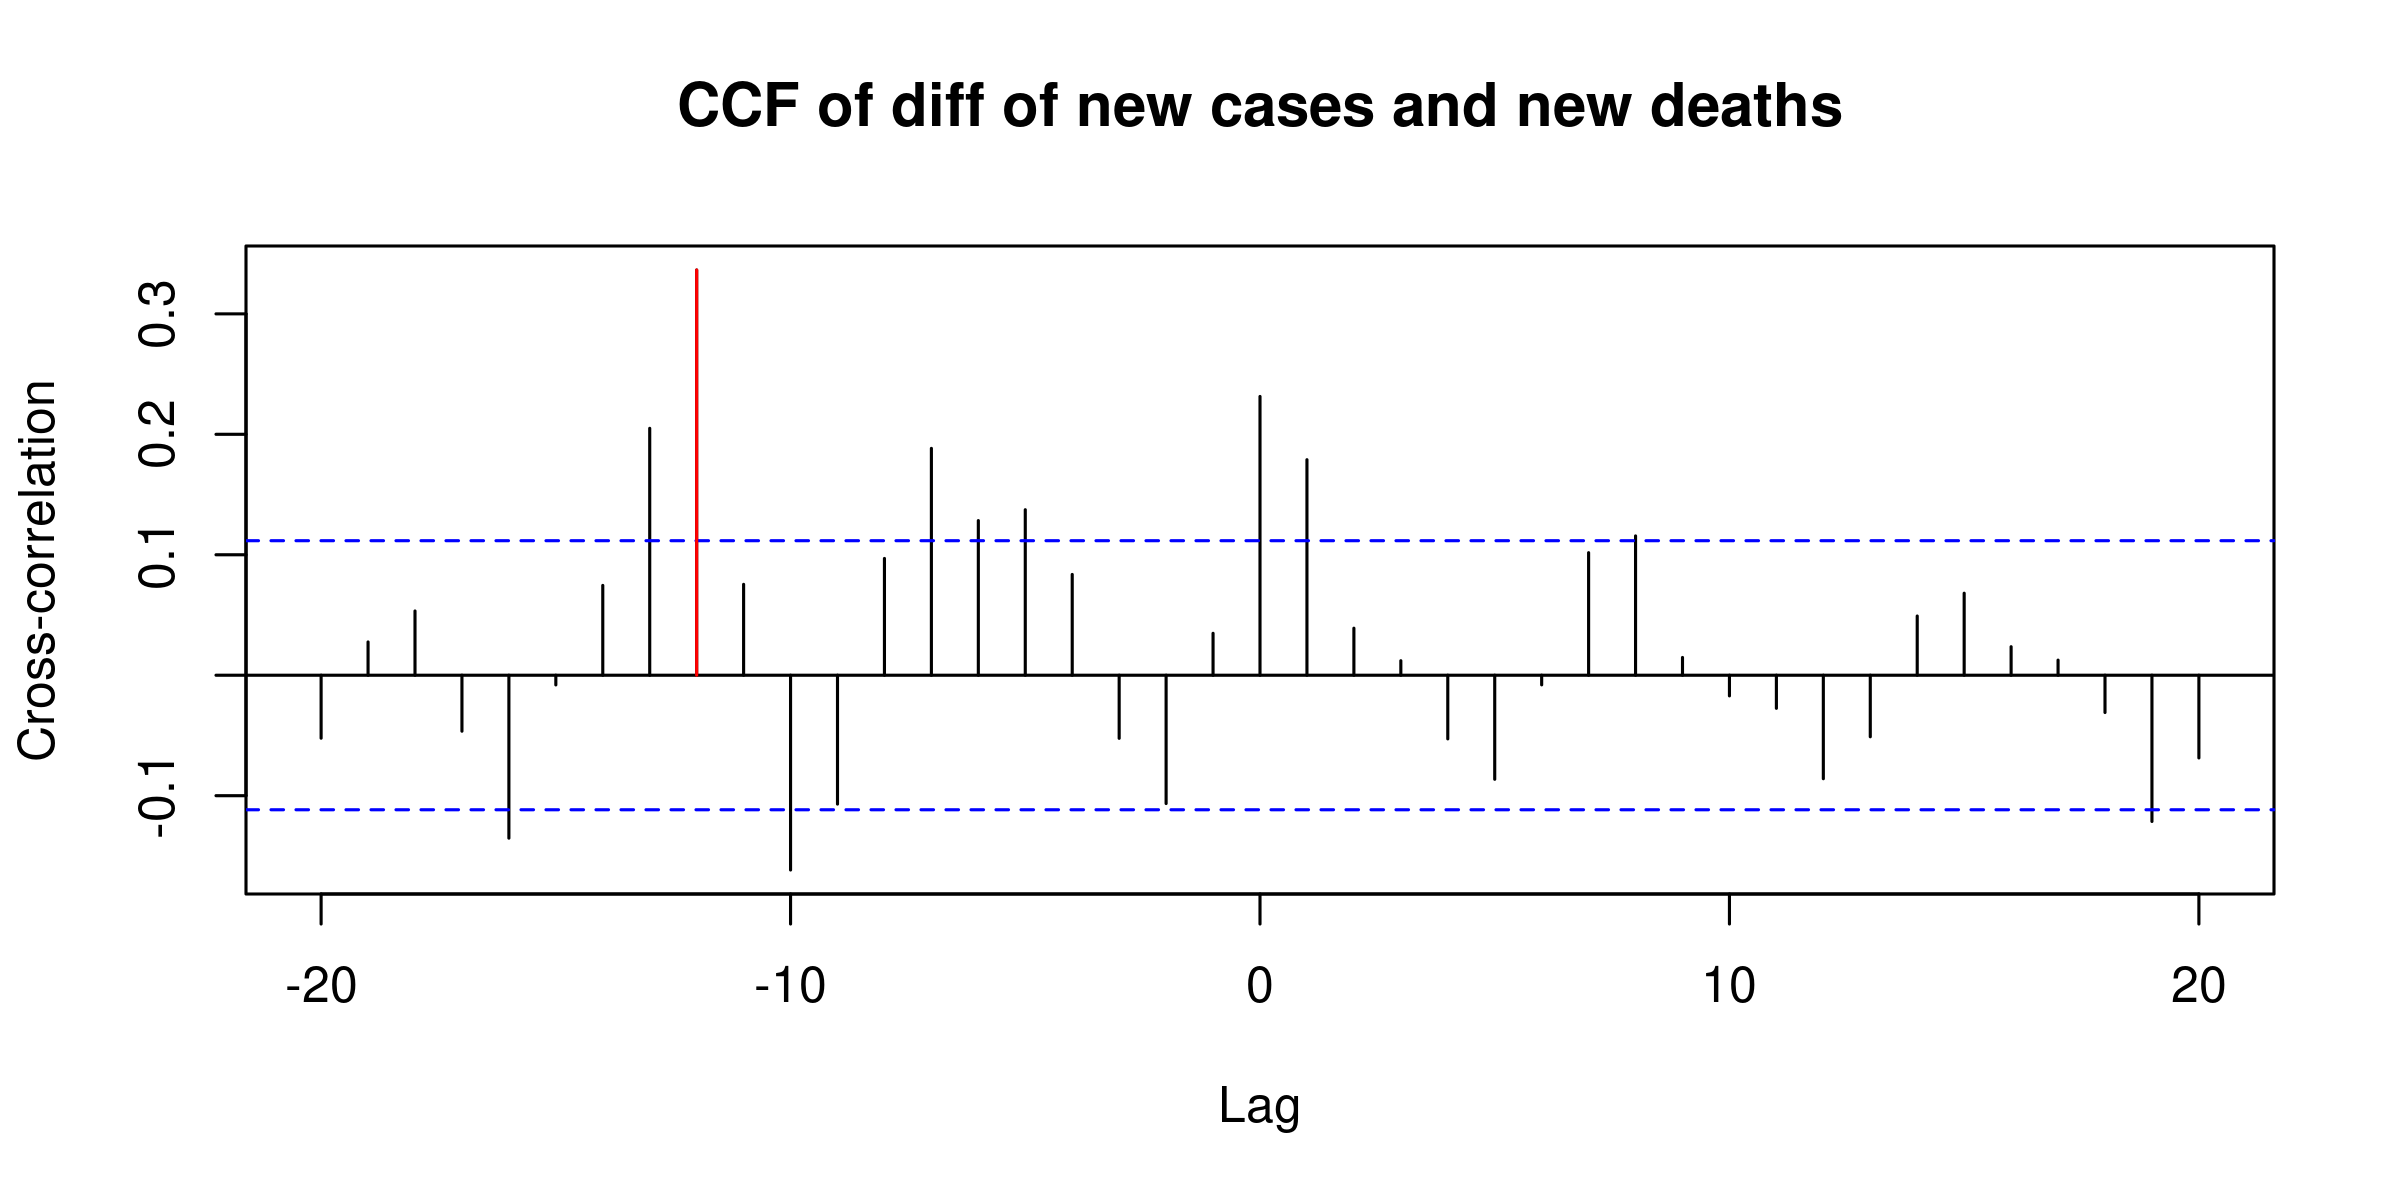 CCF of diff of new cases and new deaths
Cross-correlation
0.3
0.2
0.1
-0.1
-20 -10 0 10 20
Lag